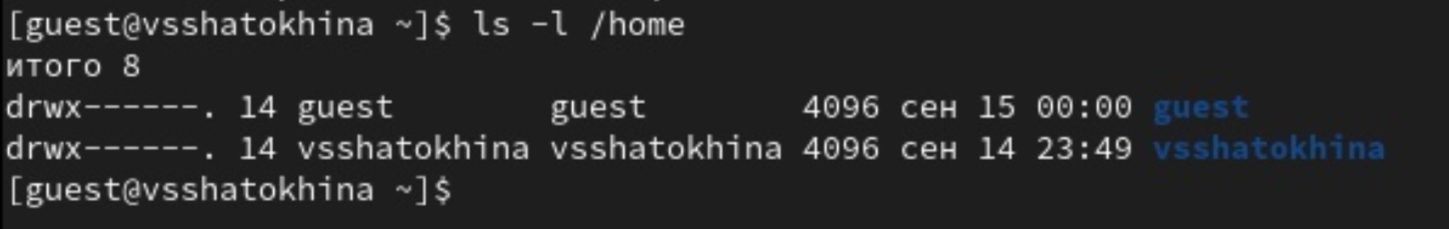 [guest@vsshatokhina ~]$ ls -l /home
итого 8
drwx------. 14 guest        guest        4096 сен 15 00:00 guest
drwx------. 14 vsshatokhina vsshatokhina 4096 сен 14 23:49 vsshatokhina
[guest@vsshatokhina ~]$